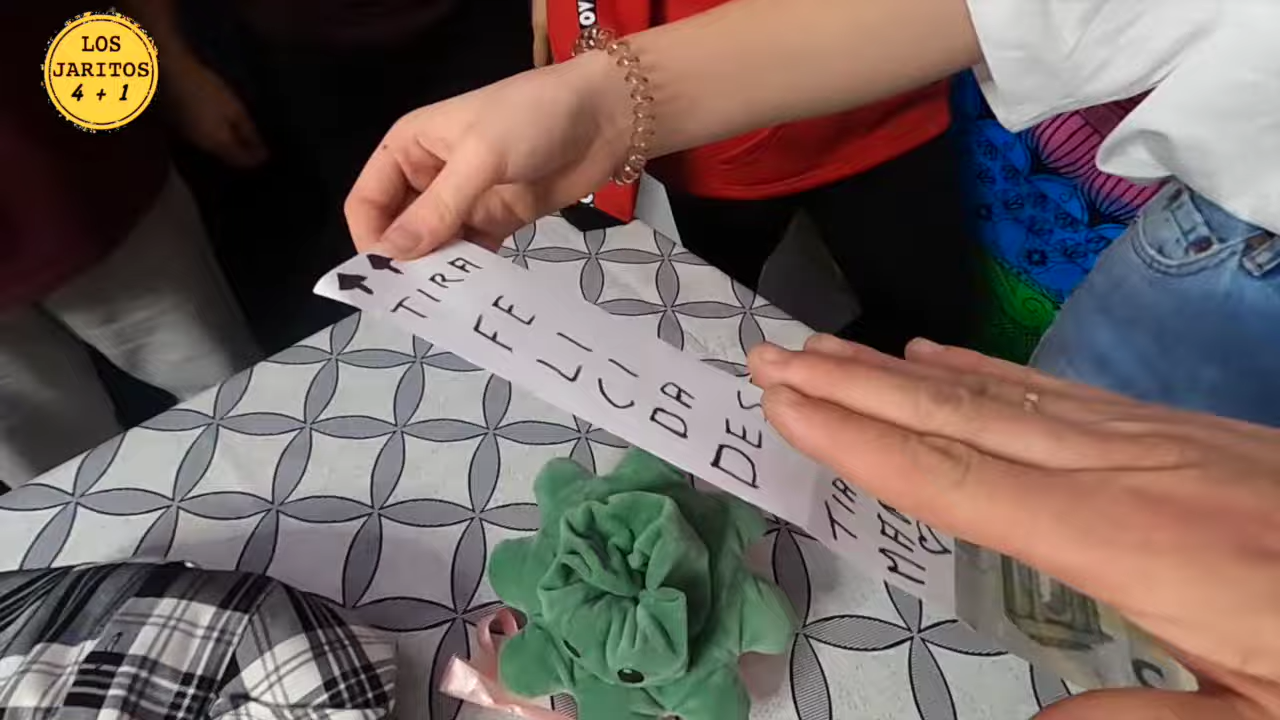 LOS
JARITOS
4 + 1
TIRA
FE
LI
CI
DA
DES
TIRA